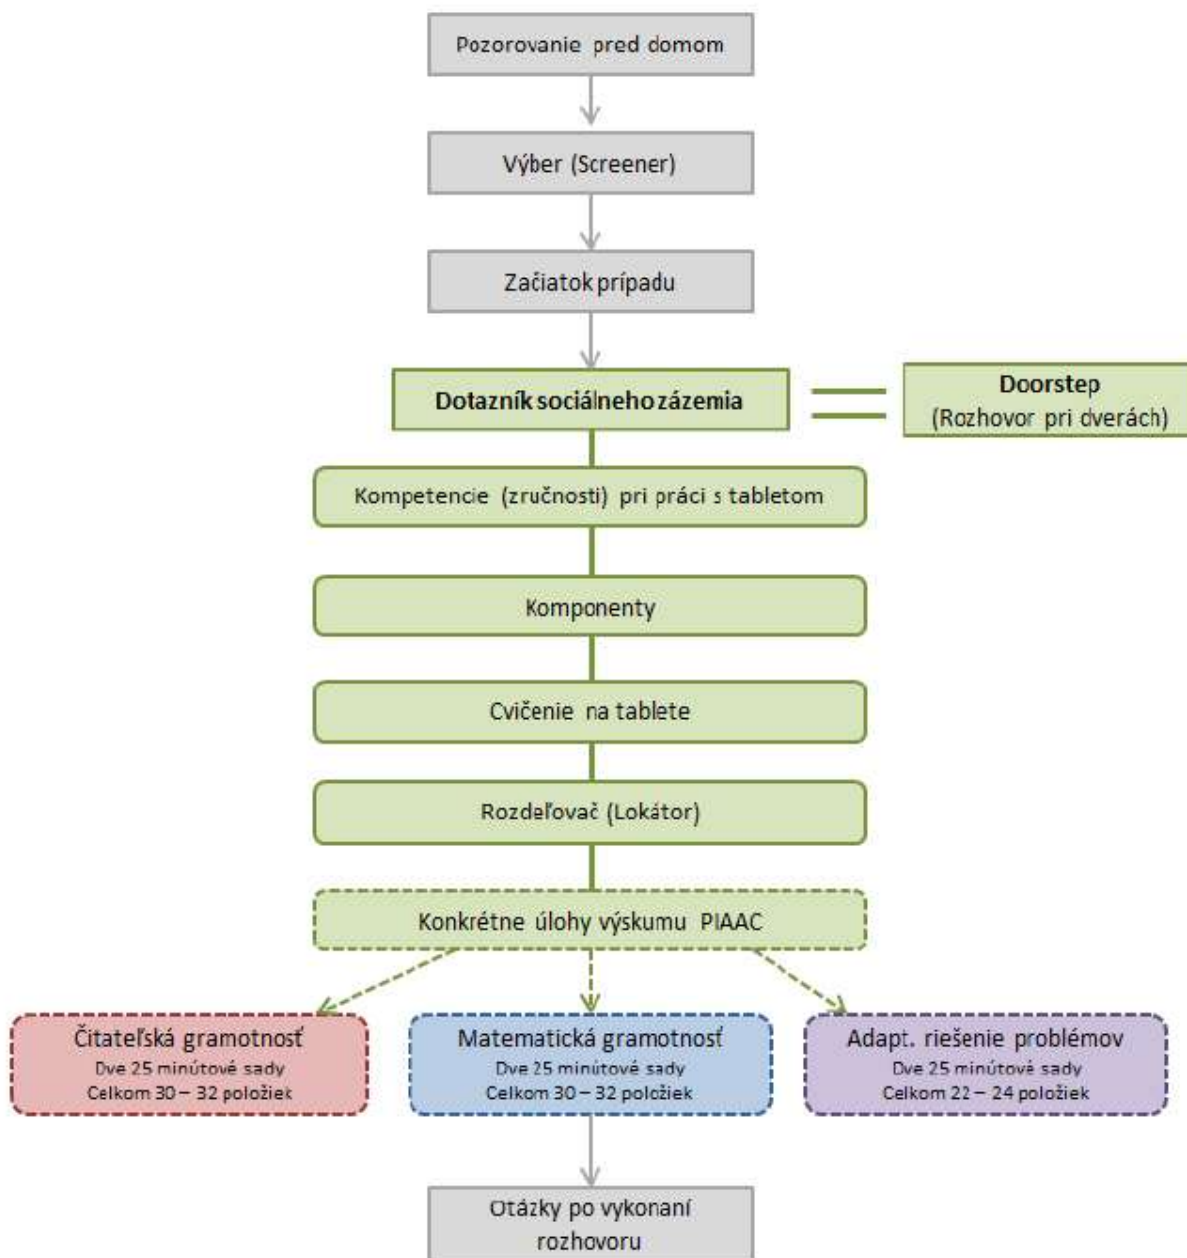 Pozorovanie pred domom
Výber (Screener)
Začiatok prípadu
Dotazník sociálneho zázemia
Doorstep
(Rozhovor pri dverách)
Kompetencie (zručnosti) pri práci s tabletom
Komponenty
Cvičenie na tablete
Rozdeľovač (Lokátor)
Konkrétne úlohy výskumu PIAAC
Čitateľská gramotnosť
Dve 25 minútové sady
Celkom 30 – 32 položiek
Matematická gramotnosť
Dve 25 minútové sady
Celkom 30 – 32 položiek
Adapt. riešenie problémov
Dve 25 minútové sady
Celkom 22 – 24 položiek
Otázky po vykonaní
rozhovoru